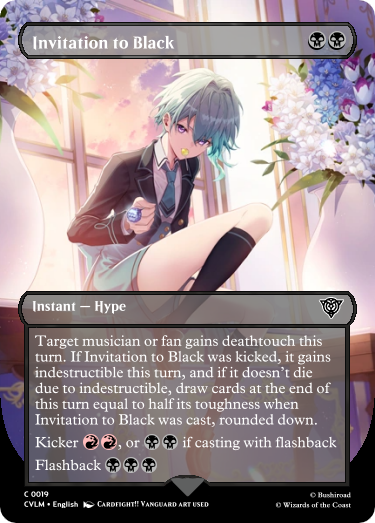 Invitation to Black
Instant — Hype
Target musician or fan gains deathtouch this
turn. If Invitation to Black was kicked, it gains
indestructible this turn, and if it doesn't die
due to indestructible, draw cards at the end of
this turn equal to half its toughness when
Invitation to Black was cast, rounded down.
Kicker , or if casting with flashback
Flashback
C 0019
CVLM • English CARDFIGHT!! VANGUARD ART USED
© Bushiroad
© Wizards of the Coast